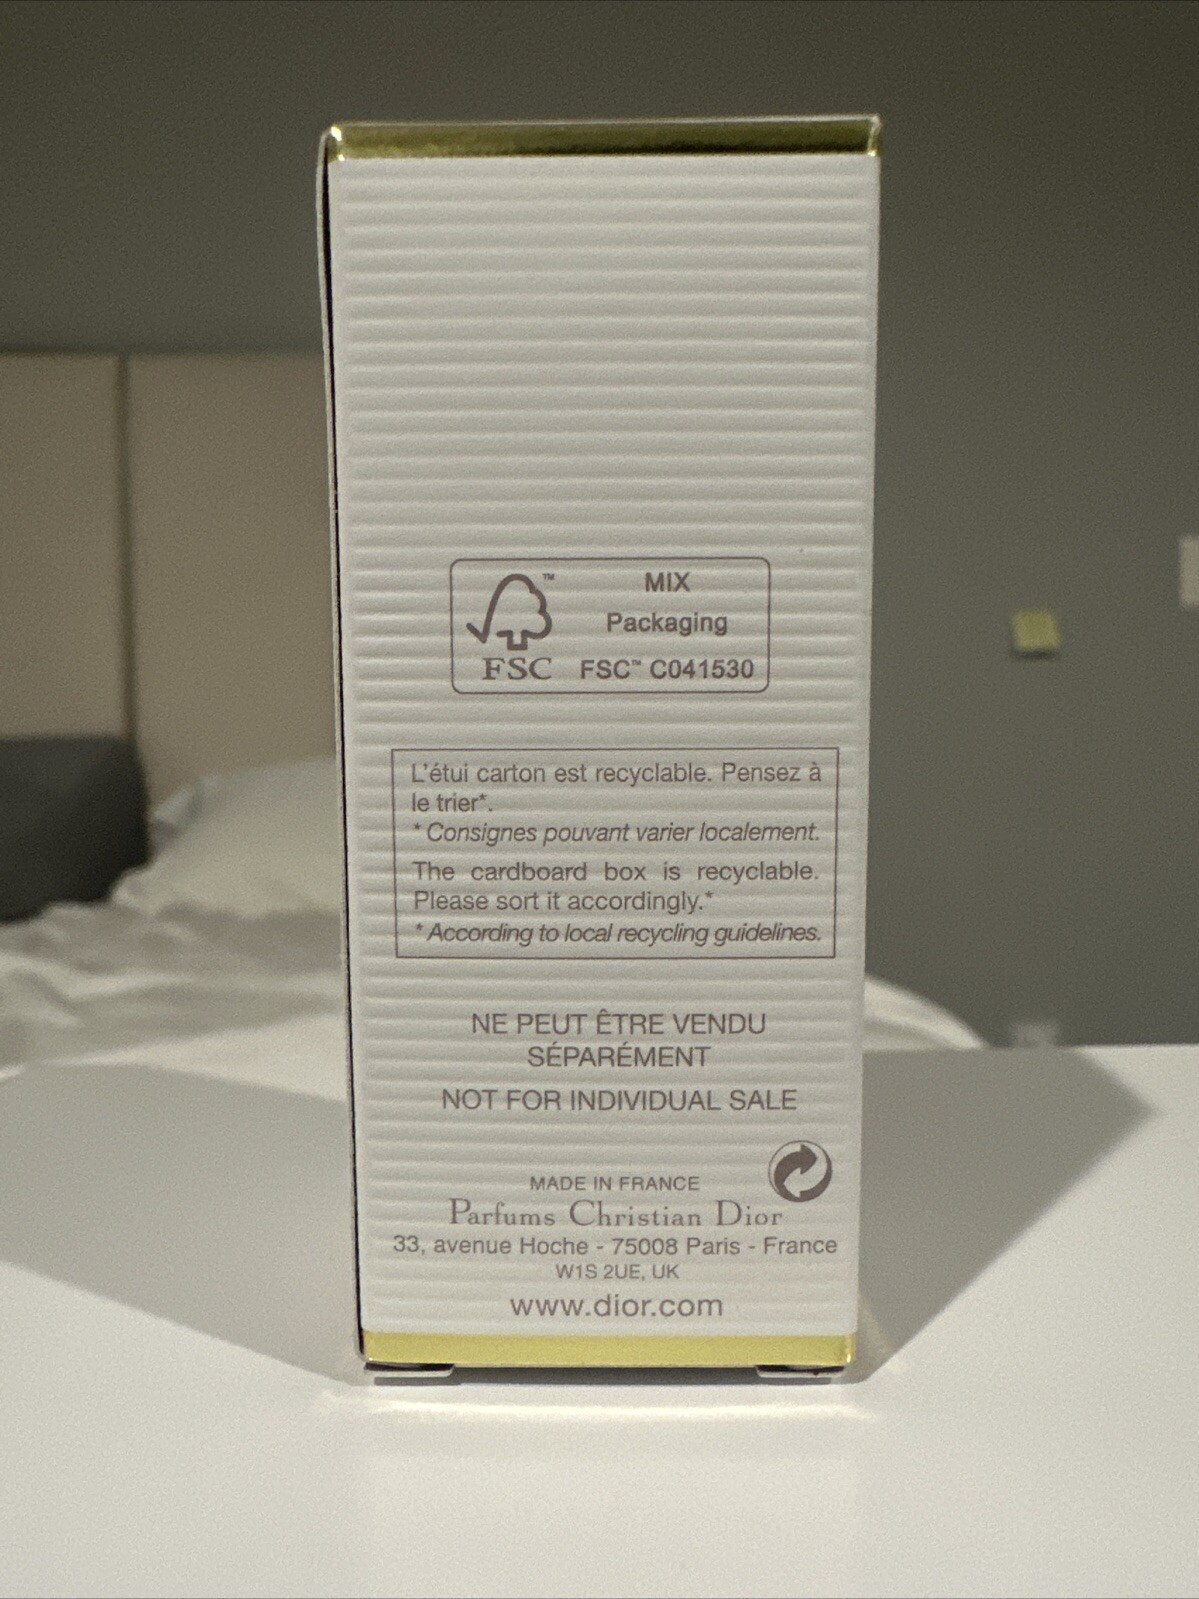 MIX
Packaging
FSC FSC™ C041530
L'étui carton est recyclable. Pensez à
le trier*.
* Consignes pouvant varier localement.
The cardboard box is recyclable.
Please sort it accordingly.*
* According to local recycling guidelines.
NE PEUT ÊTRE VENDU
SÉPARÉMENT
NOT FOR INDIVIDUAL SALE
MADE IN FRANCE
Parfums Christian Dior
33, avenue Hoche - 75008 Paris - France
W1S 2UE, UK
www.dior.com